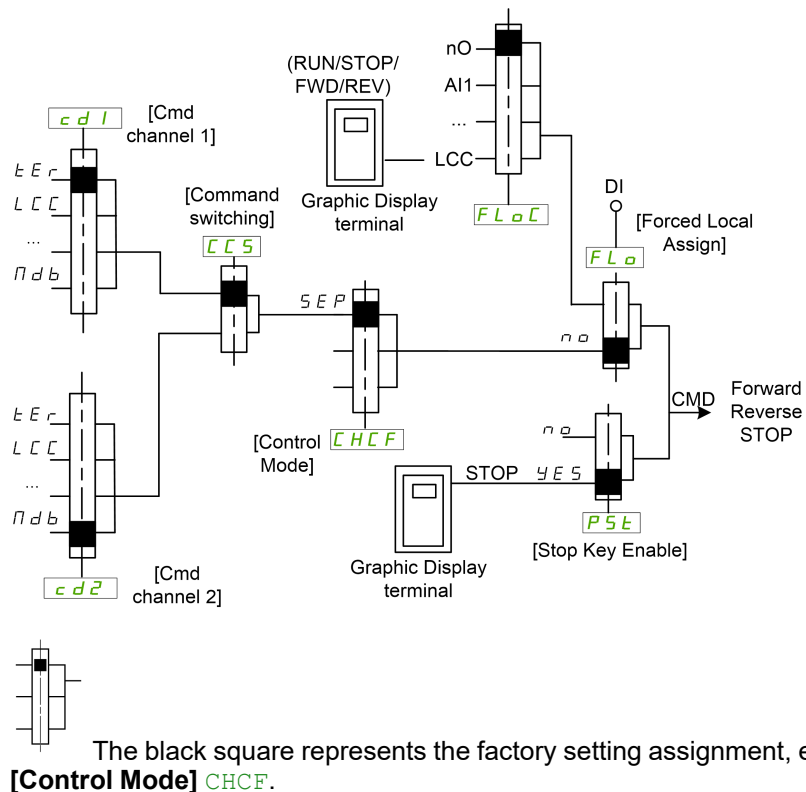 nO
(RUN/STOP/
FWD/REV)
AI1
...
LCC
Graphic Display
terminal
FLoC
cd1
[Cmd
channel 1]
tEr
LCC
...
Mdb
[Command
switching]
CCS
DI
[Forced Local
Assign]
FLo
SEP
no
CMD
Forward
Reverse
STOP
tEr
LCC
...
Mdb
[Control
Mode]
CHCF
no
STOP
YES
PSt
[Stop Key Enable]
Graphic Display
terminal
cd2
[Cmd
channel 2]
The black square represents the factory setting assignment, e
[Control Mode] CHCF.